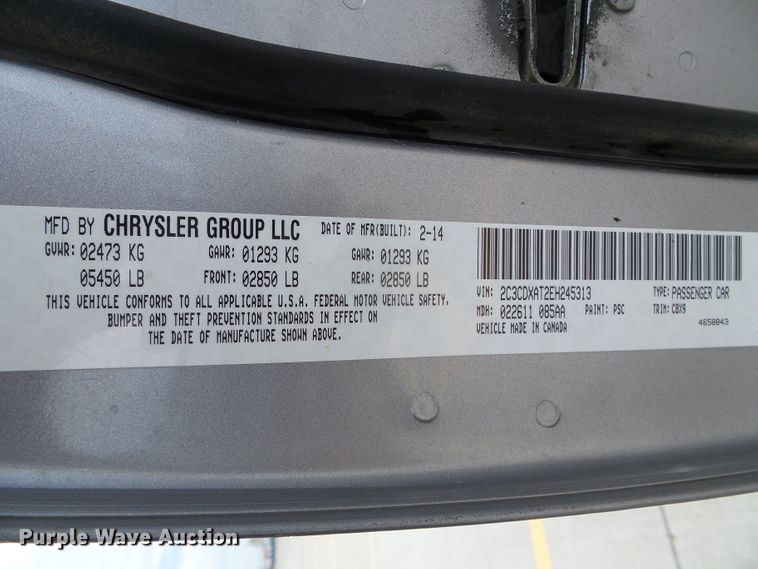 MFD BY CHRYSLER GROUP LLC DATE OF MFR(BUILT): 2-14
GVWR: 02473 KG GAWR: 01293 KG GAWR: 01293 KG
05450 LB FRONT: 02850 LB REAR: 02850 LB
THIS VEHICLE CONFORMS TO ALL APPLICABLE U.S.A. FEDERAL MOTOR VEHICLE SAFETY,
BUMPER AND THEFT PREVENTION STANDARDS IN EFFECT ON
THE DATE OF MANUFACTURE SHOWN ABOVE.
VIN: 2C3CDXAT2EH245313 TYPE: PASSENGER CAR
MDH: 022611 085AA PAINT: PSC TRIM: CBX9
VEHICLE MADE IN CANADA 4658843
Purple Wave Auction